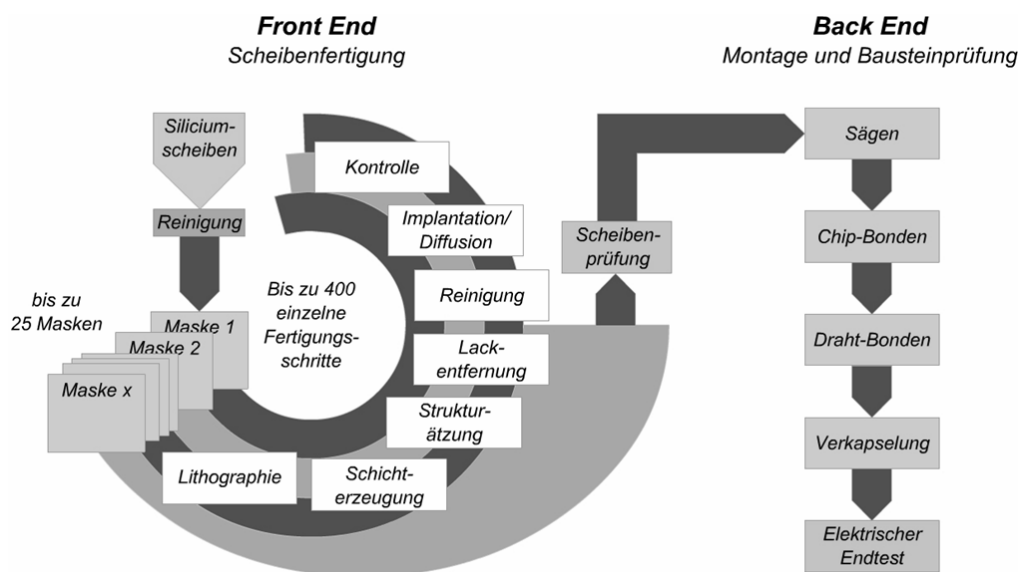 Front End
Scheibenfertigung
Back End
Montage und Bausteinprüfung
Silicium-
scheiben
Reinigung
bis zu
25 Masken
Maske 1
Maske 2
Maske x
Bis zu 400
einzelne
Fertigungs-
schritte
Kontrolle
Implantation/
Diffusion
Reinigung
Lack-
entfernung
Struktur-
ätzung
Schicht-
erzeugung
Lithographie
Scheiben-
prüfung
Sägen
Chip-Bonden
Draht-Bonden
Verkapselung
Elektrischer
Endtest